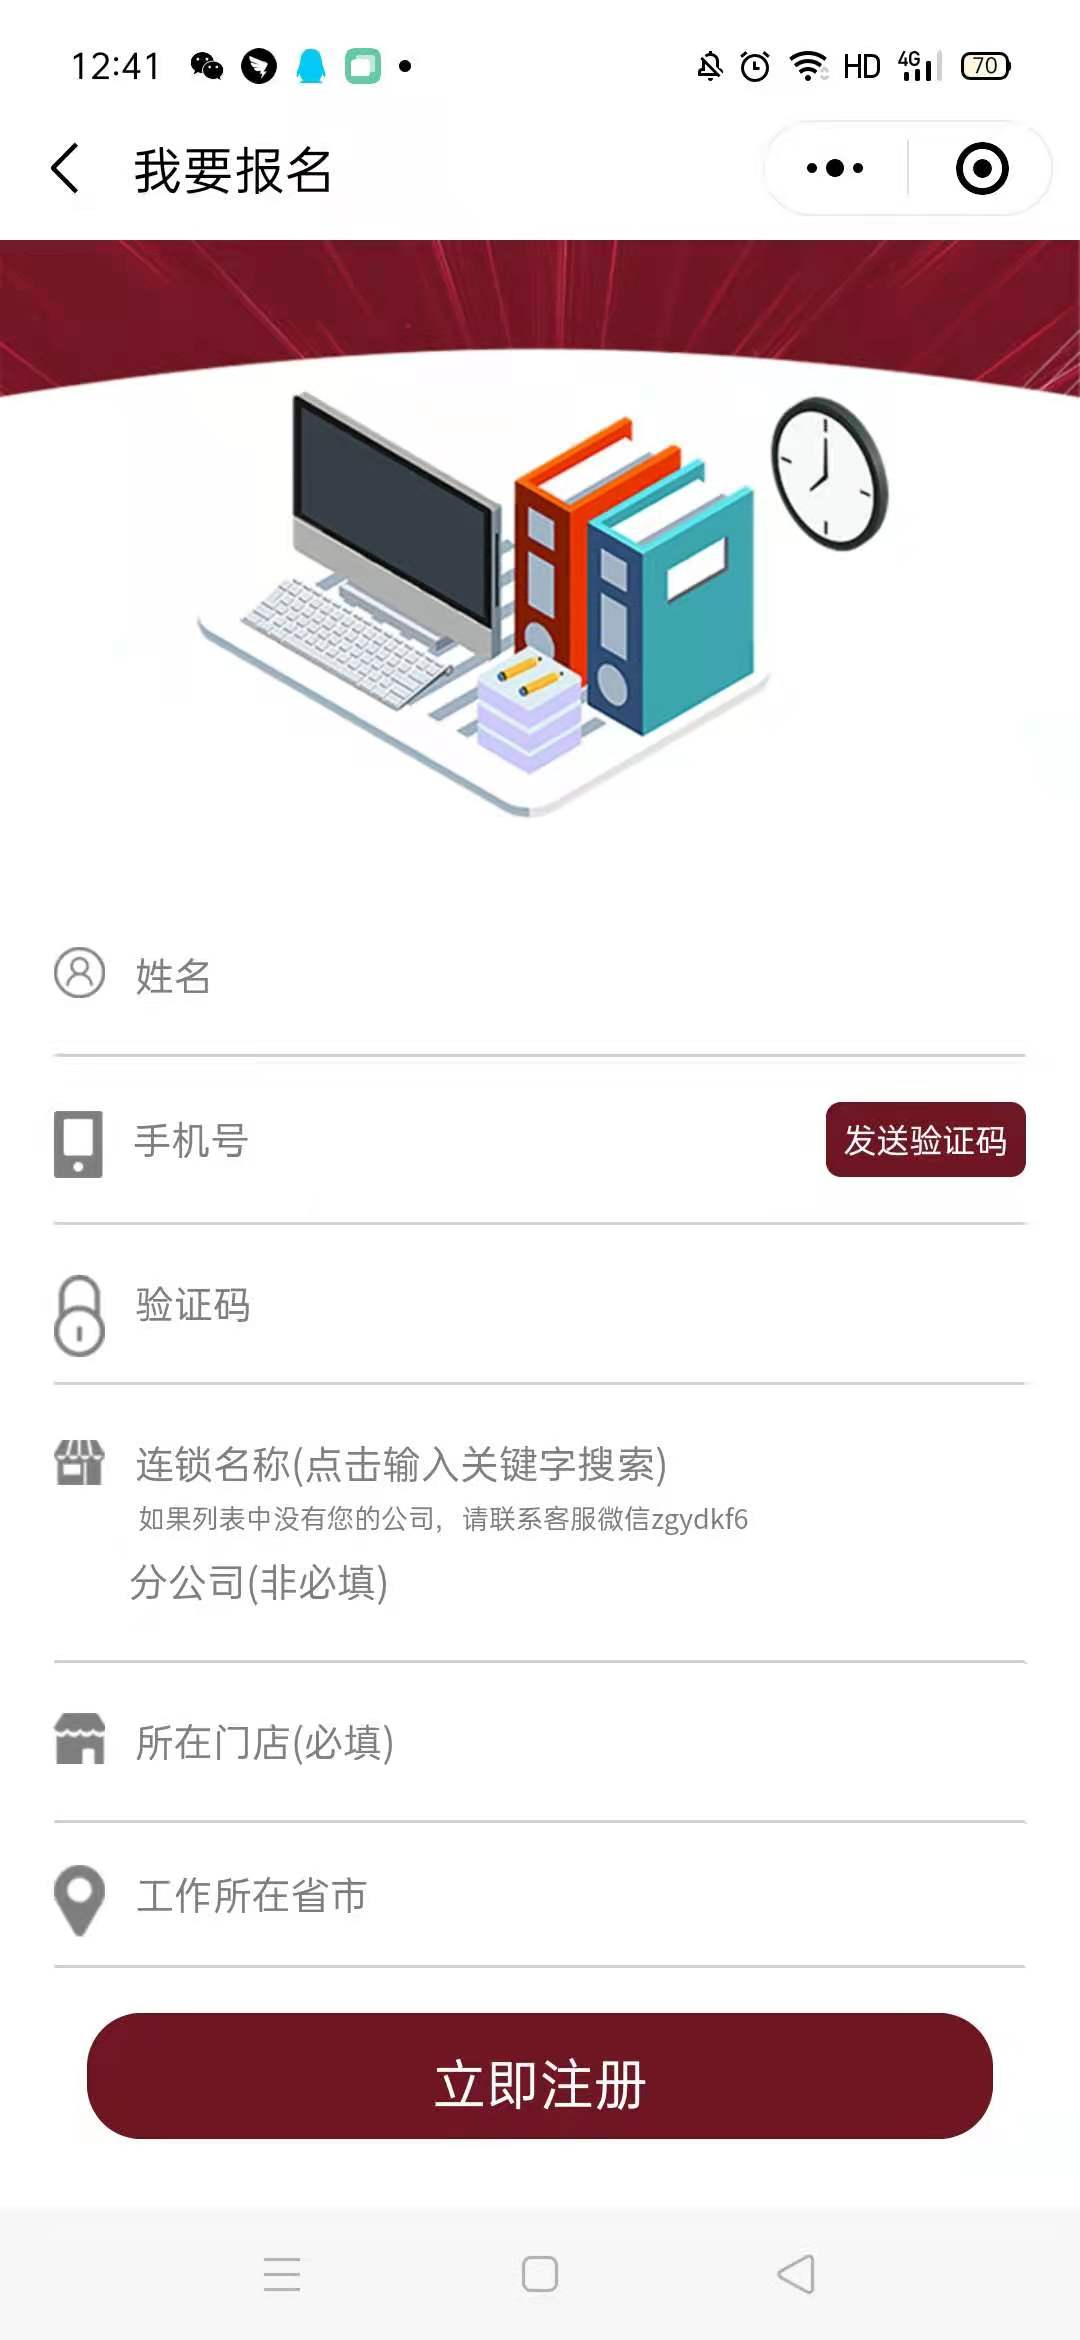 12:41 HD 4G 70
我要报名
姓名
手机号 发送验证码
验证码
连锁名称(点击输入关键字搜索)
如果列表中没有您的公司，请联系客服微信zgydkf6
分公司(非必填)
所在门店(必填)
工作所在省市
立即注册